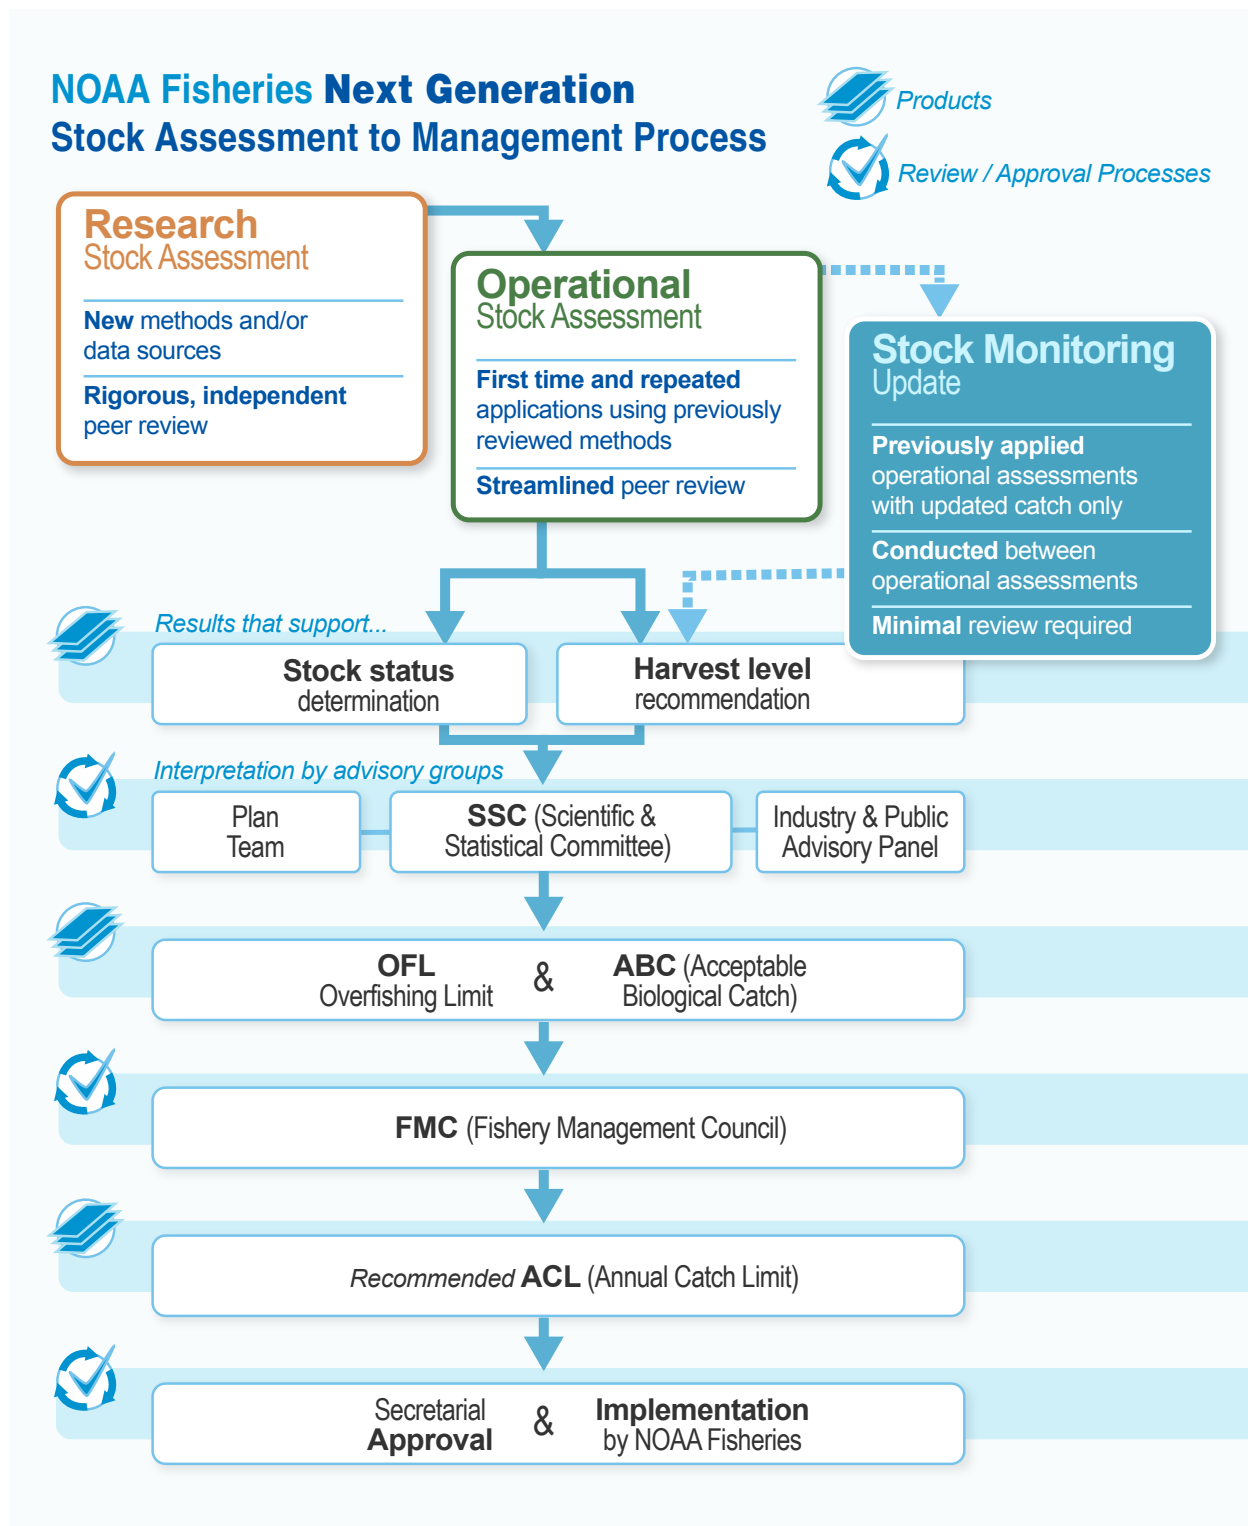 NOAA Fisheries Next Generation
Stock Assessment to Management Process
Products
Review / Approval Processes
Research
Stock Assessment
New methods and/or
data sources
Rigorous, independent
peer review
Operational
Stock Assessment
First time and repeated
applications using previously
reviewed methods
Streamlined peer review
Stock Monitoring
Update
Previously applied
operational assessments
with updated catch only
Conducted between
operational assessments
Minimal review required
Results that support...
Stock status
determination
Harvest level
recommendation
Interpretation by advisory groups
Plan
Team
SSC (Scientific &
Statistical Committee)
Industry & Public
Advisory Panel
OFL
Overfishing Limit
&
ABC (Acceptable
Biological Catch)
FMC (Fishery Management Council)
Recommended ACL (Annual Catch Limit)
Secretarial
Approval
&
Implementation
by NOAA Fisheries